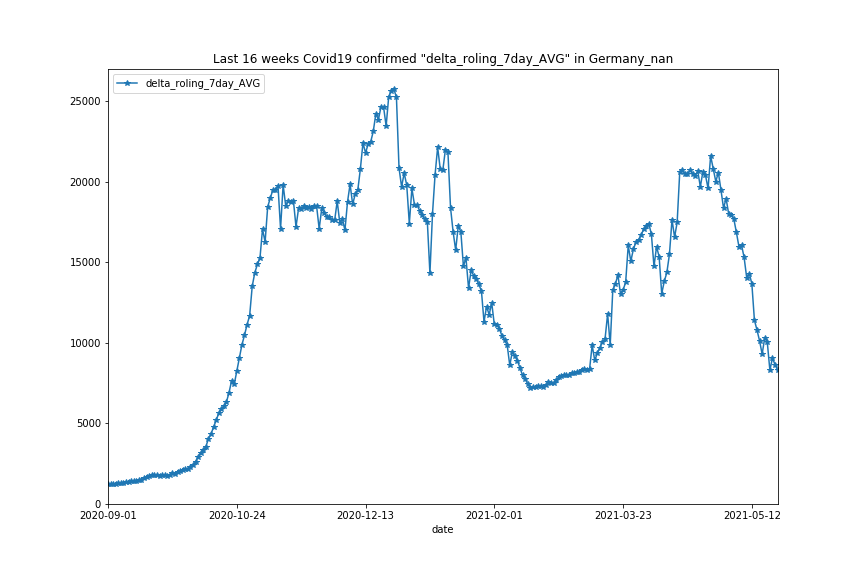 Last 16 weeks Covid19 confirmed "delta_roling_7day_AVG" in Germany_nan
delta_roling_7day_AVG
25000
20000
15000
10000
5000
0
2020-09-01 2020-10-24 2020-12-13 2021-02-01 2021-03-23 2021-05-12
date